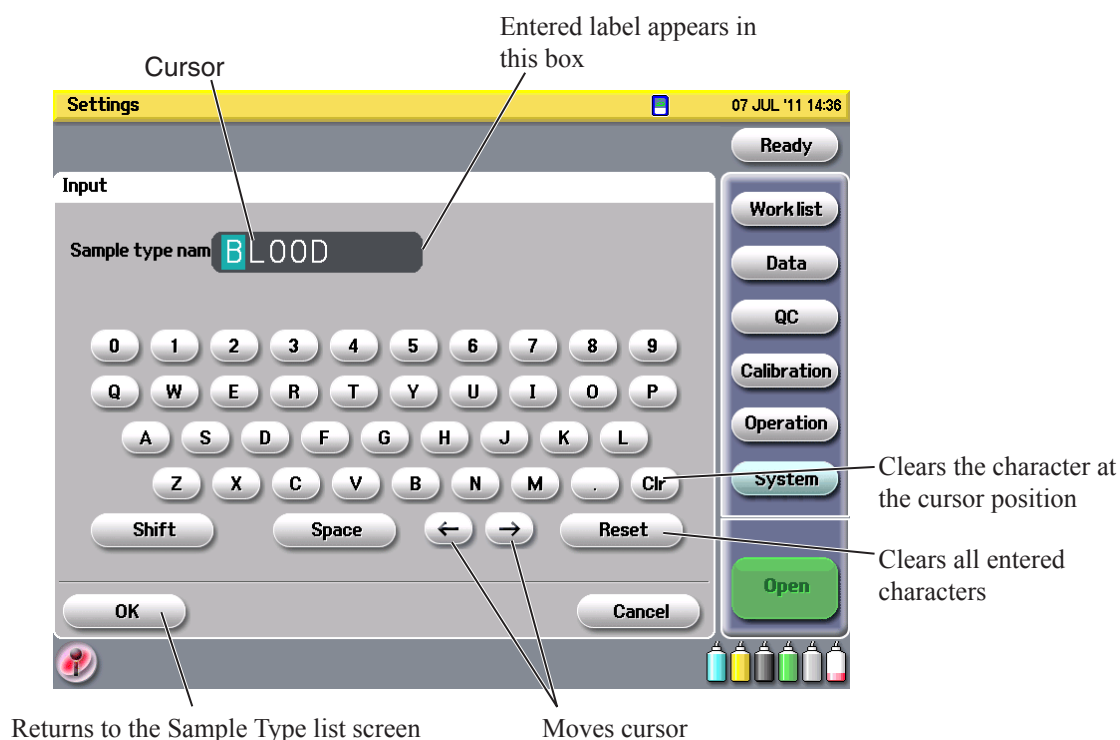 Entered label appears in
this box
Cursor
Settings
07 JUL '11 14:36
Ready
Input
Work list
Sample type nam BLOOD
Data
QC
0 1 2 3 4 5 6 7 8 9
Calibration
Q W E R T Y U I O P
Operation
A S D F G H J K L
System
Z X C V B N M . Clr
Clears the character at
the cursor position
Shift Space ← → Reset
Clears all entered
characters
Open
OK Cancel
Returns to the Sample Type list screen
Moves cursor